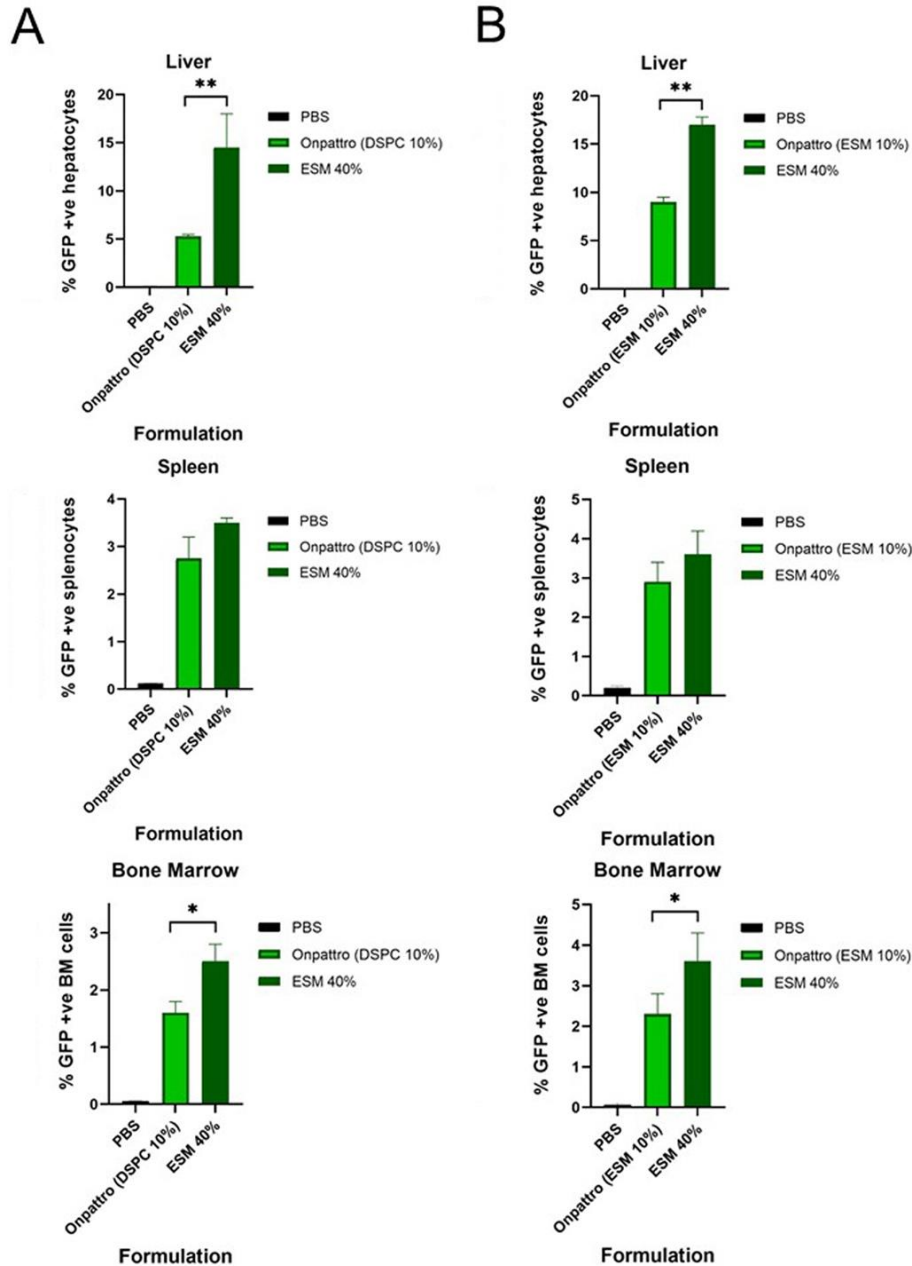 A
Liver
**
% GFP +ve hepatocytes
20
15
10
5
0
PBS
Onpattro (DSPC 10%)
ESM 40%
PBS
Onpattro (DSPC 10%)
ESM 40%
Formulation
Spleen
% GFP +ve splenocytes
4
3
2
1
0
PBS
Onpattro (DSPC 10%)
ESM 40%
PBS
Onpattro (DSPC 10%)
ESM 40%
Formulation
Bone Marrow
*
% GFP +ve BM cells
3
2
1
0
PBS
Onpattro (DSPC 10%)
ESM 40%
PBS
Onpattro (DSPC 10%)
ESM 40%
Formulation
B
Liver
**
% GFP +ve hepatocytes
20
15
10
5
0
PBS
Onpattro (ESM 10%)
ESM 40%
PBS
Onpattro (ESM 10%)
ESM 40%
Formulation
Spleen
% GFP +ve splenocytes
5
4
3
2
1
0
PBS
Onpattro (ESM 10%)
ESM 40%
PBS
Onpattro (ESM 10%)
ESM 40%
Formulation
Bone Marrow
*
% GFP +ve BM cells
5
4
3
2
1
0
PBS
Onpattro (ESM 10%)
ESM 40%
PBS
Onpattro (ESM 10%)
ESM 40%
Formulation